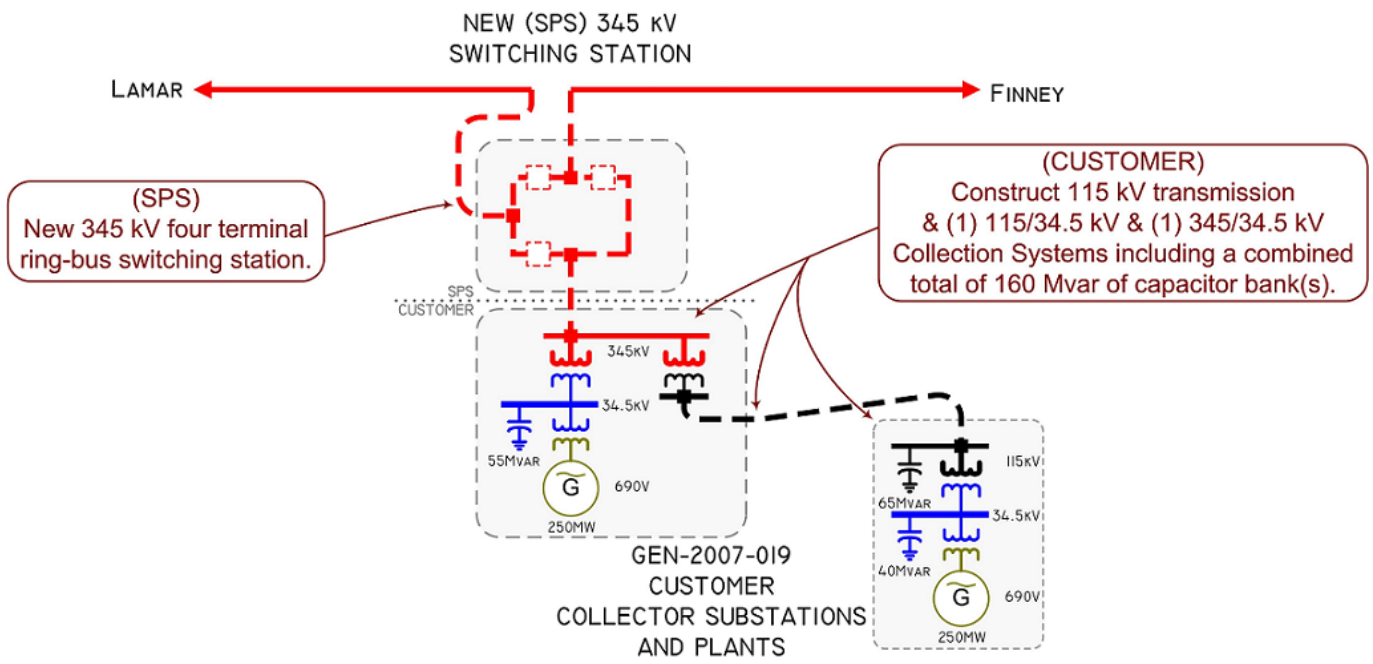 NEW (SPS) 345 kV
SWITCHING STATION
LAMAR
FINNEY
(SPS)
New 345 kV four terminal
ring-bus switching station.
(CUSTOMER)
Construct 115 kV transmission
& (1) 115/34.5 kV & (1) 345/34.5 kV
Collection Systems including a combined
total of 160 Mvar of capacitor bank(s).
SPS
CUSTOMER
345KV
34.5KV
55MVAR
G
690V
250MW
115KV
65MVAR
34.5KV
40MVAR
G
690V
250MW
GEN-2007-019
CUSTOMER
COLLECTOR SUBSTATIONS
AND PLANTS